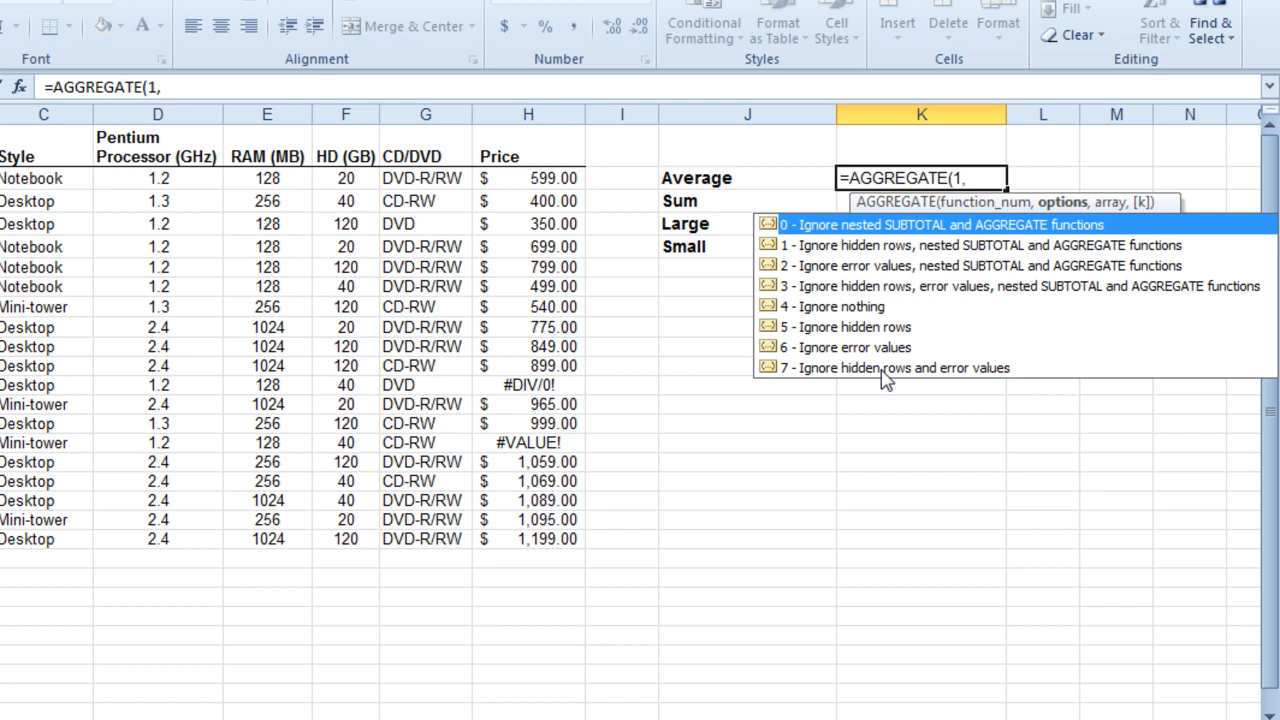 Merge & Center
$ % ,
Conditional Formatting
Format as Table
Cell Styles
Insert
Delete
Format
Fill
Clear
Sort & Filter
Find & Select
Font Alignment Number Styles Cells Editing
fx =AGGREGATE(1,
C D E F G H I J K L M N
Style Pentium Processor (GHz) RAM (MB) HD (GB) CD/DVD Price
Notebook 1.2 128 20 DVD-R/RW $ 599.00 Average =AGGREGATE(1,
Desktop 1.3 256 40 CD-RW $ 400.00 Sum AGGREGATE(function_num, options, array, [k])
Desktop 1.2 128 120 DVD $ 350.00 Large 0 - Ignore nested SUBTOTAL and AGGREGATE functions
Notebook 1.2 128 20 DVD-R/RW $ 699.00 Small 1 - Ignore hidden rows, nested SUBTOTAL and AGGREGATE functions
Notebook 1.2 128 120 DVD-R/RW $ 799.00 2 - Ignore error values, nested SUBTOTAL and AGGREGATE functions
Notebook 1.2 128 120 DVD-R/RW $ 499.00 3 - Ignore hidden rows, error values, nested SUBTOTAL and AGGREGATE functions
Mini-tower 1.3 256 120 CD-RW $ 540.00 4 - Ignore nothing
Desktop 2.4 1024 20 DVD-R/RW $ 775.00 5 - Ignore hidden rows
Desktop 2.4 1024 120 DVD-R/RW $ 849.00 6 - Ignore error values
Desktop 2.4 1024 120 CD-RW $ 899.00 7 - Ignore hidden rows and error values
Desktop 1.2 128 40 DVD #DIV/0!
Mini-tower 2.4 1024 20 DVD-R/RW $ 965.00
Desktop 1.3 256 120 CD-RW $ 999.00
Mini-tower 1.2 128 40 CD-RW #VALUE!
Desktop 2.4 256 120 DVD-R/RW $ 1,059.00
Desktop 2.4 256 40 CD-RW $ 1,069.00
Desktop 2.4 1024 40 DVD-R/RW $ 1,089.00
Mini-tower 2.4 256 20 DVD-R/RW $ 1,095.00
Desktop 2.4 1024 120 DVD-R/RW $ 1,199.00